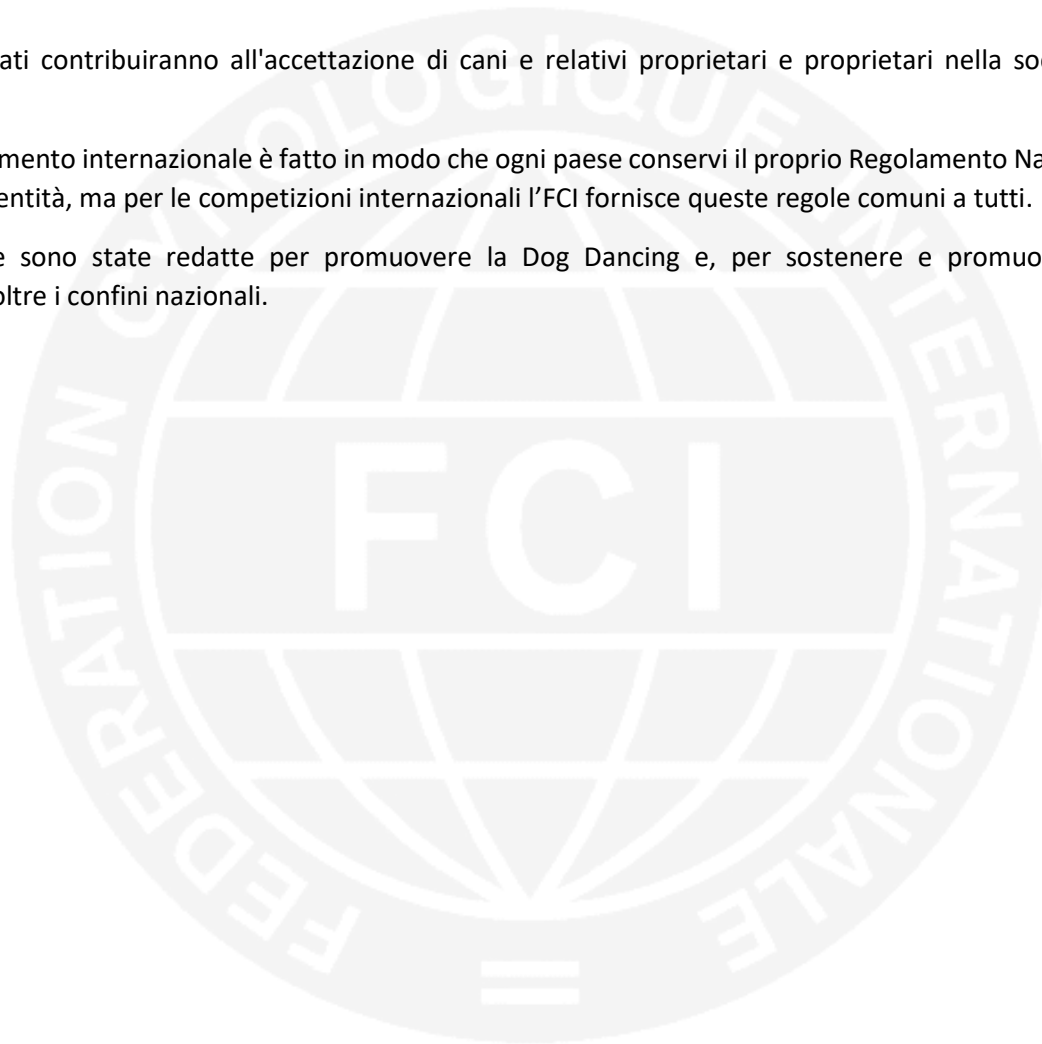 ati contribuiranno all'accettazione di cani e relativi proprietari e proprietari nella so
mento internazionale è fatto in modo che ogni paese conservi il proprio Regolamento Na
entità, ma per le competizioni internazionali l’FCI fornisce queste regole comuni a tutti.
e sono state redatte per promuovere la Dog Dancing e, per sostenere e promuo
oltre i confini nazionali.
FEDERATION CYNOLOGIQUE INTERNATIONALE
FCI